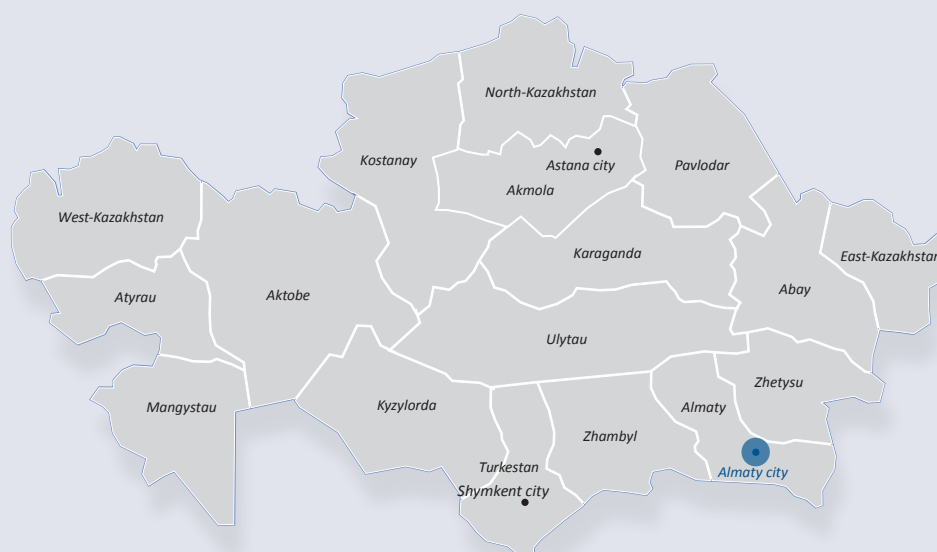 North-Kazakhstan
Kostanay
Astana city
Pavlodar
Akmola
West-Kazakhstan
Karaganda
East-Kazakhstan
Atyrau
Aktobe
Abay
Ulytau
Zhetysu
Mangystau
Kyzylorda
Almaty
Zhambyl
Turkestan
Almaty city
Shymkent city